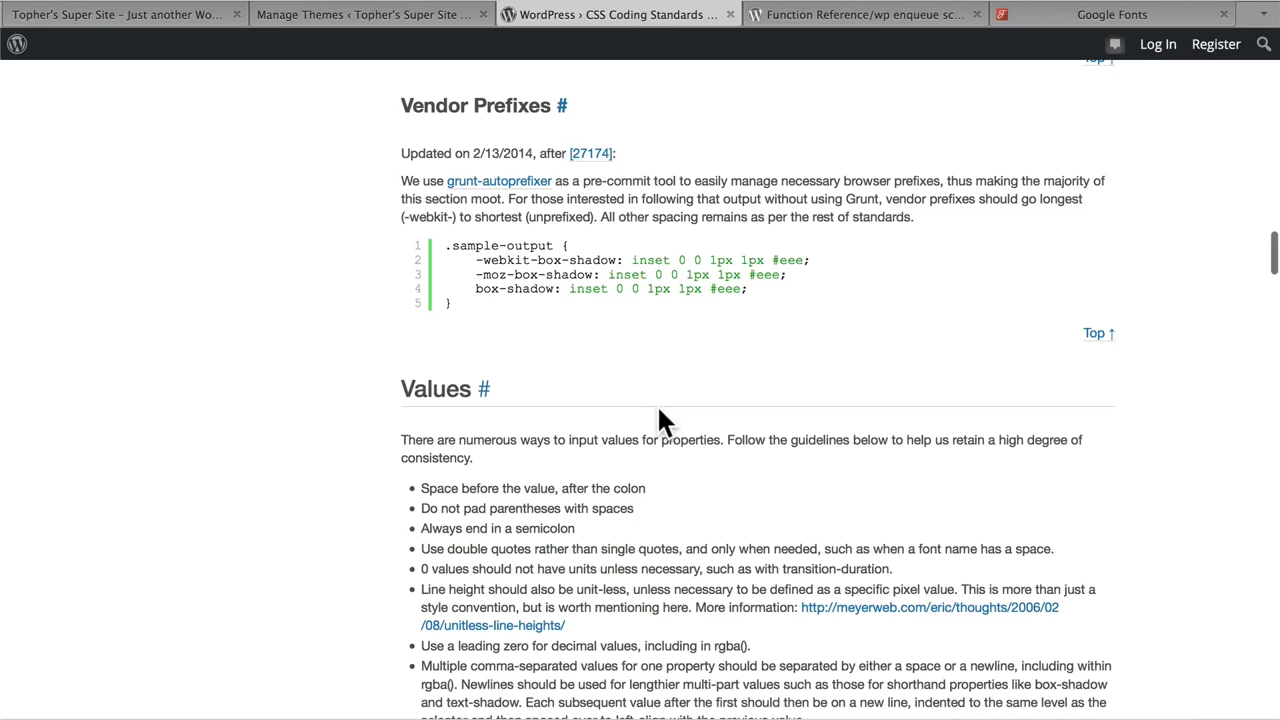 Topher's Super Site – Just another Wo... × Manage Themes ‹ Topher's Super Site ... × WordPress › CSS Coding Standards ... × Function Reference/wp enqueue sc... × Google Fonts ×
Log In Register
Top ↑
Vendor Prefixes #
Updated on 2/13/2014, after [27174]:
We use grunt-autoprefixer as a pre-commit tool to easily manage necessary browser prefixes, thus making the majority of
this section moot. For those interested in following that output without using Grunt, vendor prefixes should go longest
(-webkit-) to shortest (unprefixed). All other spacing remains as per the rest of standards.
1 .sample-output {
2 -webkit-box-shadow: inset 0 0 1px 1px #eee;
3 -moz-box-shadow: inset 0 0 1px 1px #eee;
4 box-shadow: inset 0 0 1px 1px #eee;
5 }
Top ↑
Values #
There are numerous ways to input values for properties. Follow the guidelines below to help us retain a high degree of
consistency.
• Space before the value, after the colon
• Do not pad parentheses with spaces
• Always end in a semicolon
• Use double quotes rather than single quotes, and only when needed, such as when a font name has a space.
• 0 values should not have units unless necessary, such as with transition-duration.
• Line height should also be unit-less, unless necessary to be defined as a specific pixel value. This is more than just a
style convention, but is worth mentioning here. More information: http://meyerweb.com/eric/thoughts/2006/02
/08/unitless-line-heights/
• Use a leading zero for decimal values, including in rgba().
• Multiple comma-separated values for one property should be separated by either a space or a newline, including within
rgba(). Newlines should be used for lengthier multi-part values such as those for shorthand properties like box-shadow
and text-shadow. Each subsequent value after the first should then be on a new line, indented to the same level as the
selector and then spaced over to left-align with the previous value.